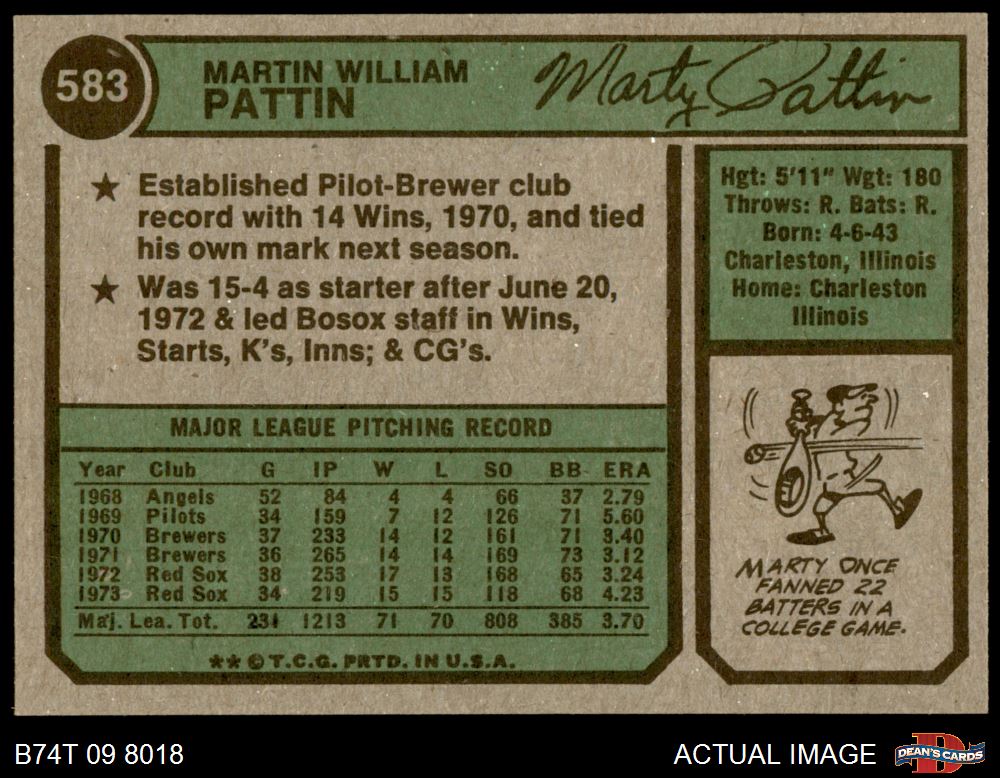 583
MARTIN WILLIAM
PATTIN
Marty Pattin
★ Established Pilot-Brewer club
record with 14 Wins, 1970, and tied
his own mark next season.
★ Was 15-4 as starter after June 20,
1972 & led Bosox staff in Wins,
Starts, K's, Inns; & CG's.
Hgt: 5'11" Wgt: 180
Throws: R. Bats: R.
Born: 4-6-43
Charleston, Illinois
Home: Charleston
Illinois
MAJOR LEAGUE PITCHING RECORD
Year Club G IP W L SO BB ERA
1968 Angels 52 84 4 4 66 37 2.79
1969 Pilots 34 159 7 12 126 71 5.60
1970 Brewers 37 233 14 12 161 71 3.40
1971 Brewers 36 265 14 14 169 73 3.12
1972 Red Sox 38 253 17 13 168 65 3.24
1973 Red Sox 34 219 15 15 118 68 4.23
Maj. Lea. Tot. 231 1213 71 70 808 385 3.70
** © T.C.G. PRTD. IN U.S.A.
MARTY ONCE
FANNED 22
BATTERS IN A
COLLEGE GAME.
B74T 09 8018
ACTUAL IMAGE
DEAN'S CARDS